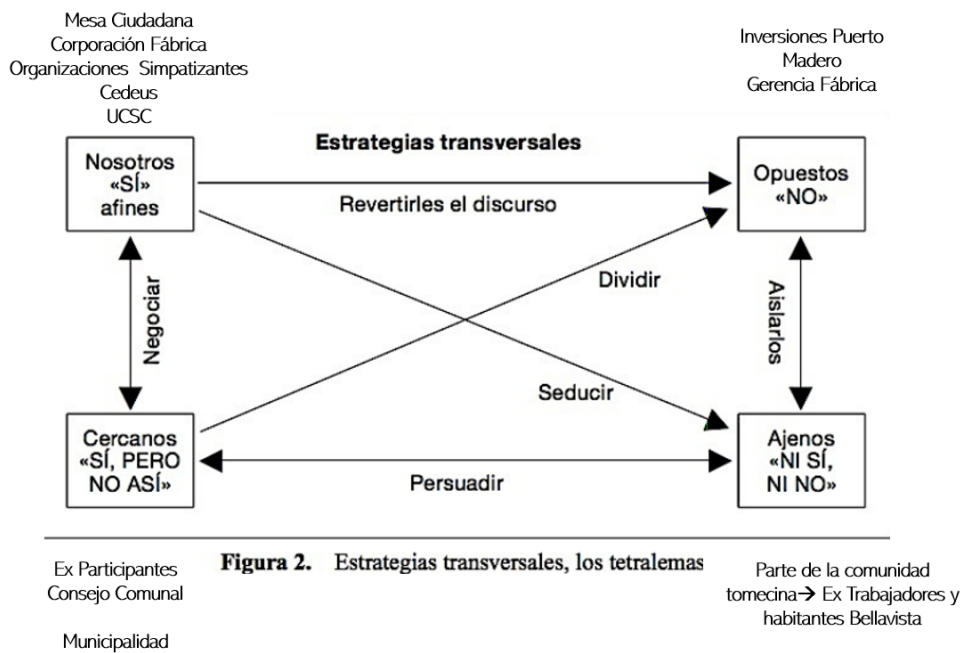 Mesa Ciudadana
Corporación Fábrica
Organizaciones Simpatizantes
Cedeus
UCSC
Inversiones Puerto
Madero
Gerencia Fábrica
Estrategias transversales
Nosotros
«SÍ»
afines
Opuestos
«NO»
Revertirles el discurso
Dividir
Negociar
Aislarlos
Seducir
Cercanos
«SÍ, PERO
NO ASÍ»
Ajenos
«NI SÍ,
NI NO»
Persuadir
Figura 2. Estrategias transversales, los tetralemas
Ex Participantes
Consejo Comunal
Municipalidad
Parte de la comunidad
tomecina→ Ex Trabajadores y
habitantes Bellavista